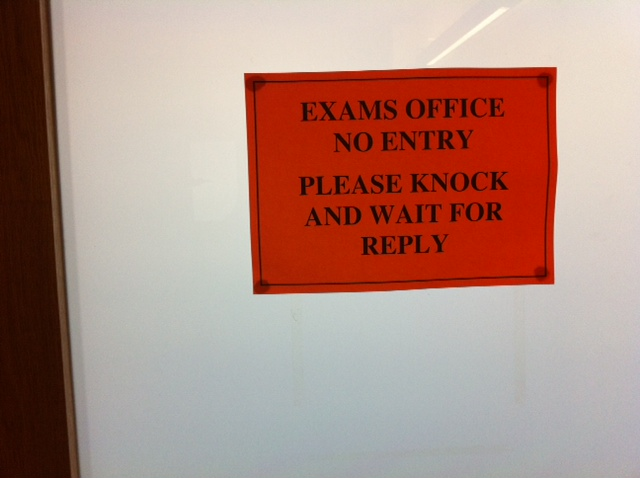 EXAMS OFFICE
NO ENTRY
PLEASE KNOCK
AND WAIT FOR
REPLY